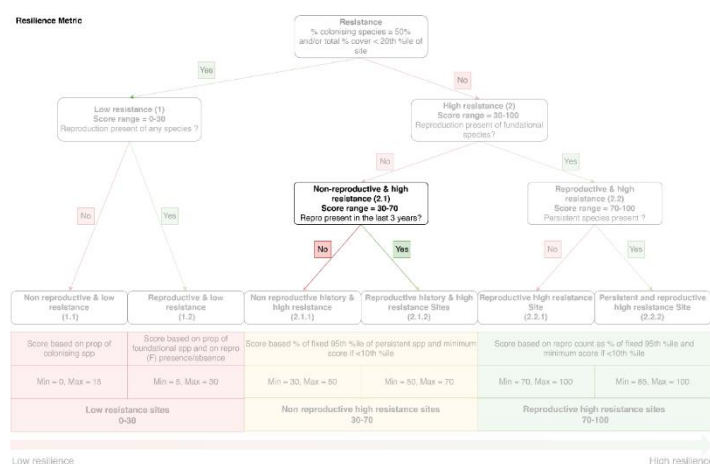 Resilience Metric
Resistance
% colonising species = 50%
and/or total % cover < 20th %ile of
site
Yes
No
Low resistance (1)
Score range = 0-30
Reproduction present of any species ?
High resistance (2)
Score range = 30-100
Reproduction present of fundational
species?
No
Yes
No
Yes
Non-reproductive & high
resistance (2.1)
Score range = 30-70
Repro present in the last 3 years?
Reproductive & high
resistance (2.2)
Score range = 70-100
Persistent species present ?
No
Yes
No
Yes
Non reproductive & low
resistance
(1.1)
Reproductive & low
resistance
(1.2)
Non reproductive history &
high resistance
(2.1.1)
Reproductive history & high
resistance Sites
(2.1.2)
Reproductive high resistance
Site
(2.2.1)
Persistent and reproductive
high resistance Site
(2.2.2)
Score based on prop of
colonising spp
Score based on prop of
foundational spp and on repro
(F) presence/absence
Score based % of fixed 95th %ile of persistent spp and minimum
score if <10th %ile
Score based on repro count as % of fixed 95th %ile and
minimum score if <10th %ile
Min = 0, Max = 15
Min = 5, Max = 30
Min = 30, Max = 50
Min = 50, Max = 70
Min = 70, Max = 100
Min = 85, Max = 100
Low resistance sites
0-30
Non reproductive high resistance sites
30-70
Reproductive high resistance sites
70-100
Low resilience
High resilience